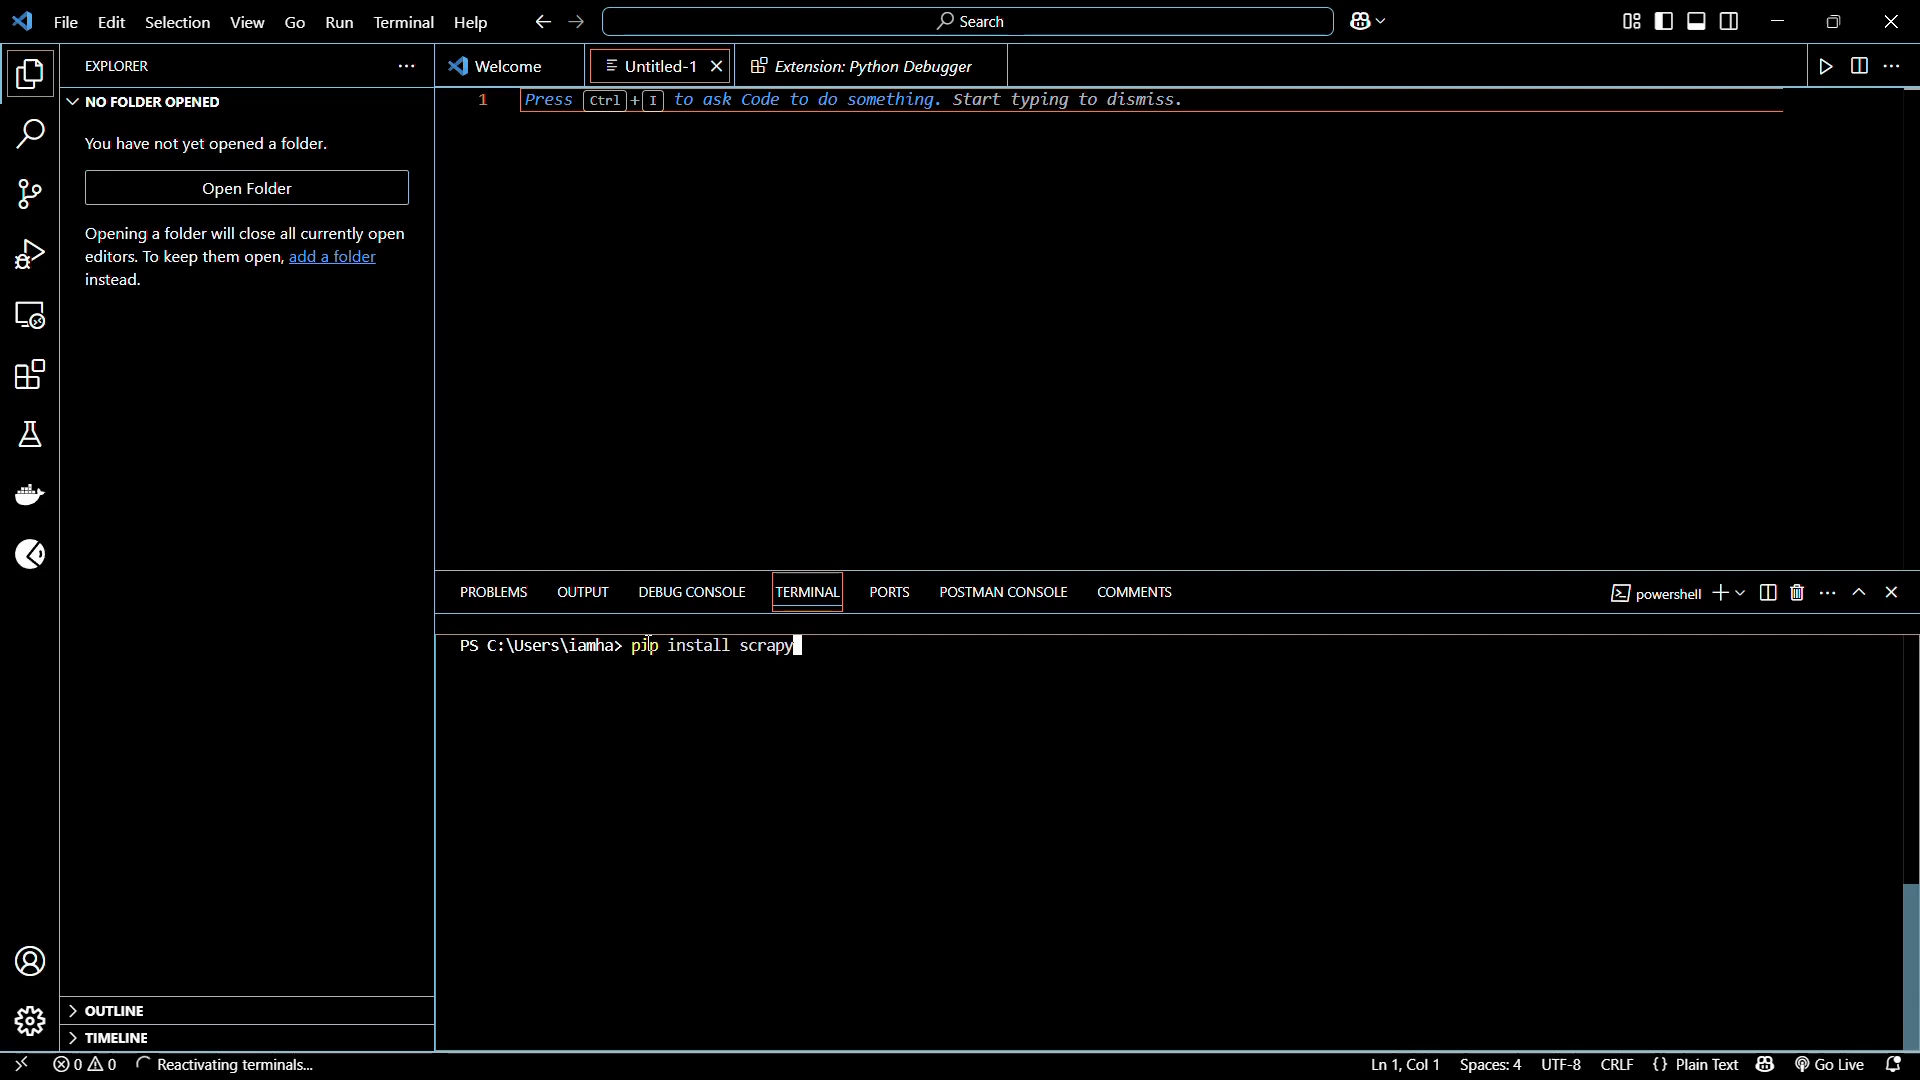 File Edit Selection View Go Run Terminal Help Search
EXPLORER
Welcome Untitled-1 Extension: Python Debugger
NO FOLDER OPENED
1 Press Ctrl + I to ask Code to do something. Start typing to dismiss.
You have not yet opened a folder.
Open Folder
Opening a folder will close all currently open
editors. To keep them open, add a folder
instead.
PROBLEMS OUTPUT DEBUG CONSOLE TERMINAL PORTS POSTMAN CONSOLE COMMENTS powershell
PS C:\Users\iamha> pip install scrapy
OUTLINE
TIMELINE
0 0 Reactivating terminals... Ln 1, Col 1 Spaces: 4 UTF-8 CRLF {} Plain Text Go Live